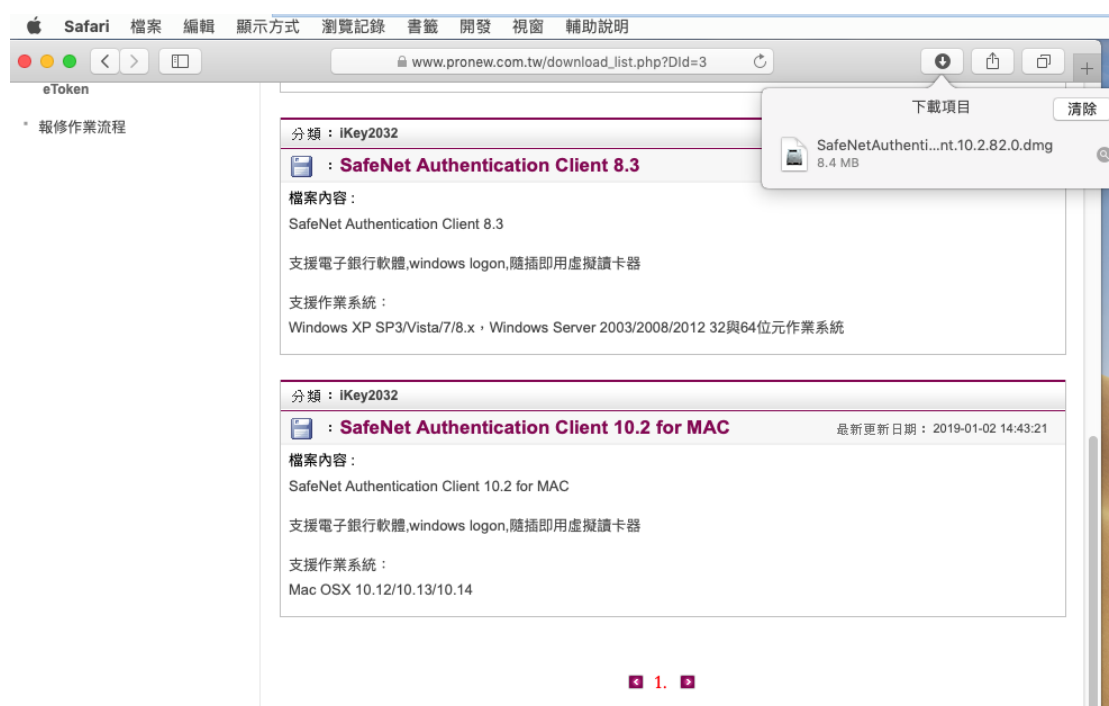 Safari 檔案 編輯 顯示方式 瀏覽記錄 書籤 開發 視窗 輔助說明
www.pronew.com.tw/download_list.php?DId=3
eToken
報修作業流程
下載項目
清除
SafeNetAuthenti...nt.10.2.82.0.dmg
8.4 MB
分類：iKey2032
：SafeNet Authentication Client 8.3
檔案內容：
SafeNet Authentication Client 8.3
支援電子銀行軟體,windows logon,隨插即用虛擬讀卡器
支援作業系統：
Windows XP SP3/Vista/7/8.x，Windows Server 2003/2008/2012 32與64位元作業系統
分類：iKey2032
：SafeNet Authentication Client 10.2 for MAC
最新更新日期：2019-01-02 14:43:21
檔案內容：
SafeNet Authentication Client 10.2 for MAC
支援電子銀行軟體,windows logon,隨插即用虛擬讀卡器
支援作業系統：
Mac OSX 10.12/10.13/10.14
1.